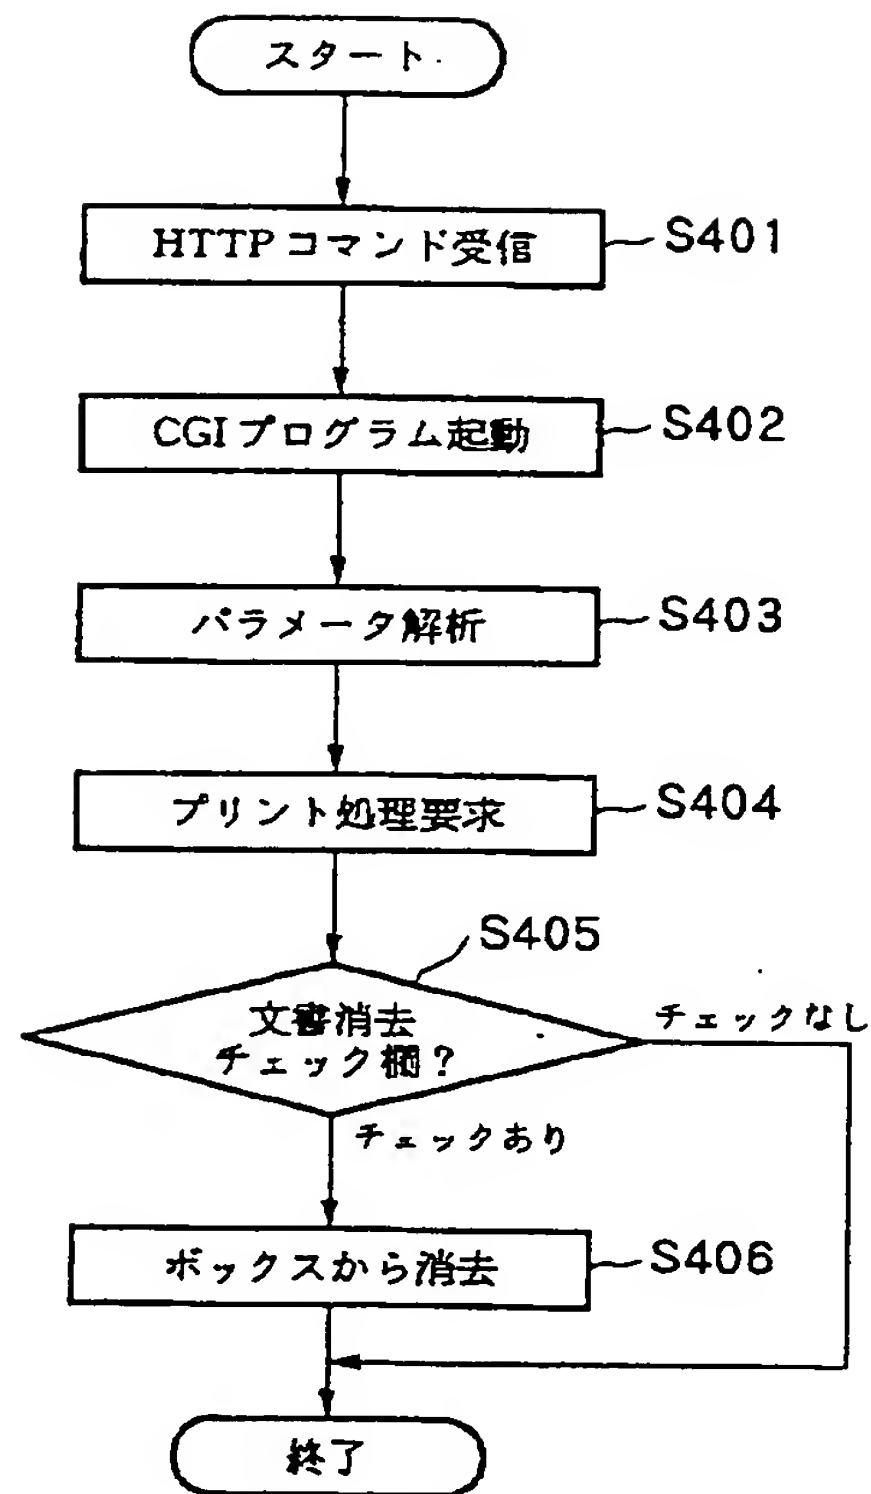 スタート
HTTPコマンド受信
S401
CGIプログラム起動
S402
パラメータ解析
S403
プリント処理要求
S404
S405
文書消去
チェック欄?
チェックなし
チェックあり
ボックスから消去
S406
終了